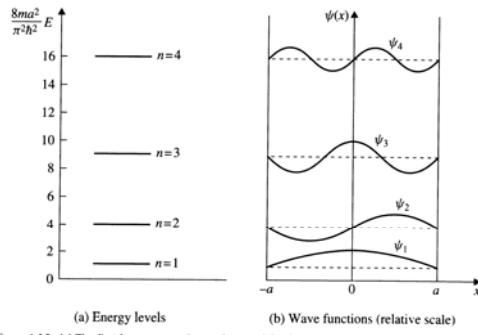 8ma²
π²ħ² E
16
14
12
10
8
6
4
2
0
n=4
n=3
n=2
n=1
(a) Energy levels
ψ(x)
ψ₄
ψ₃
ψ₂
ψ₁
-a
0
a
x
(b) Wave functions (relative scale)